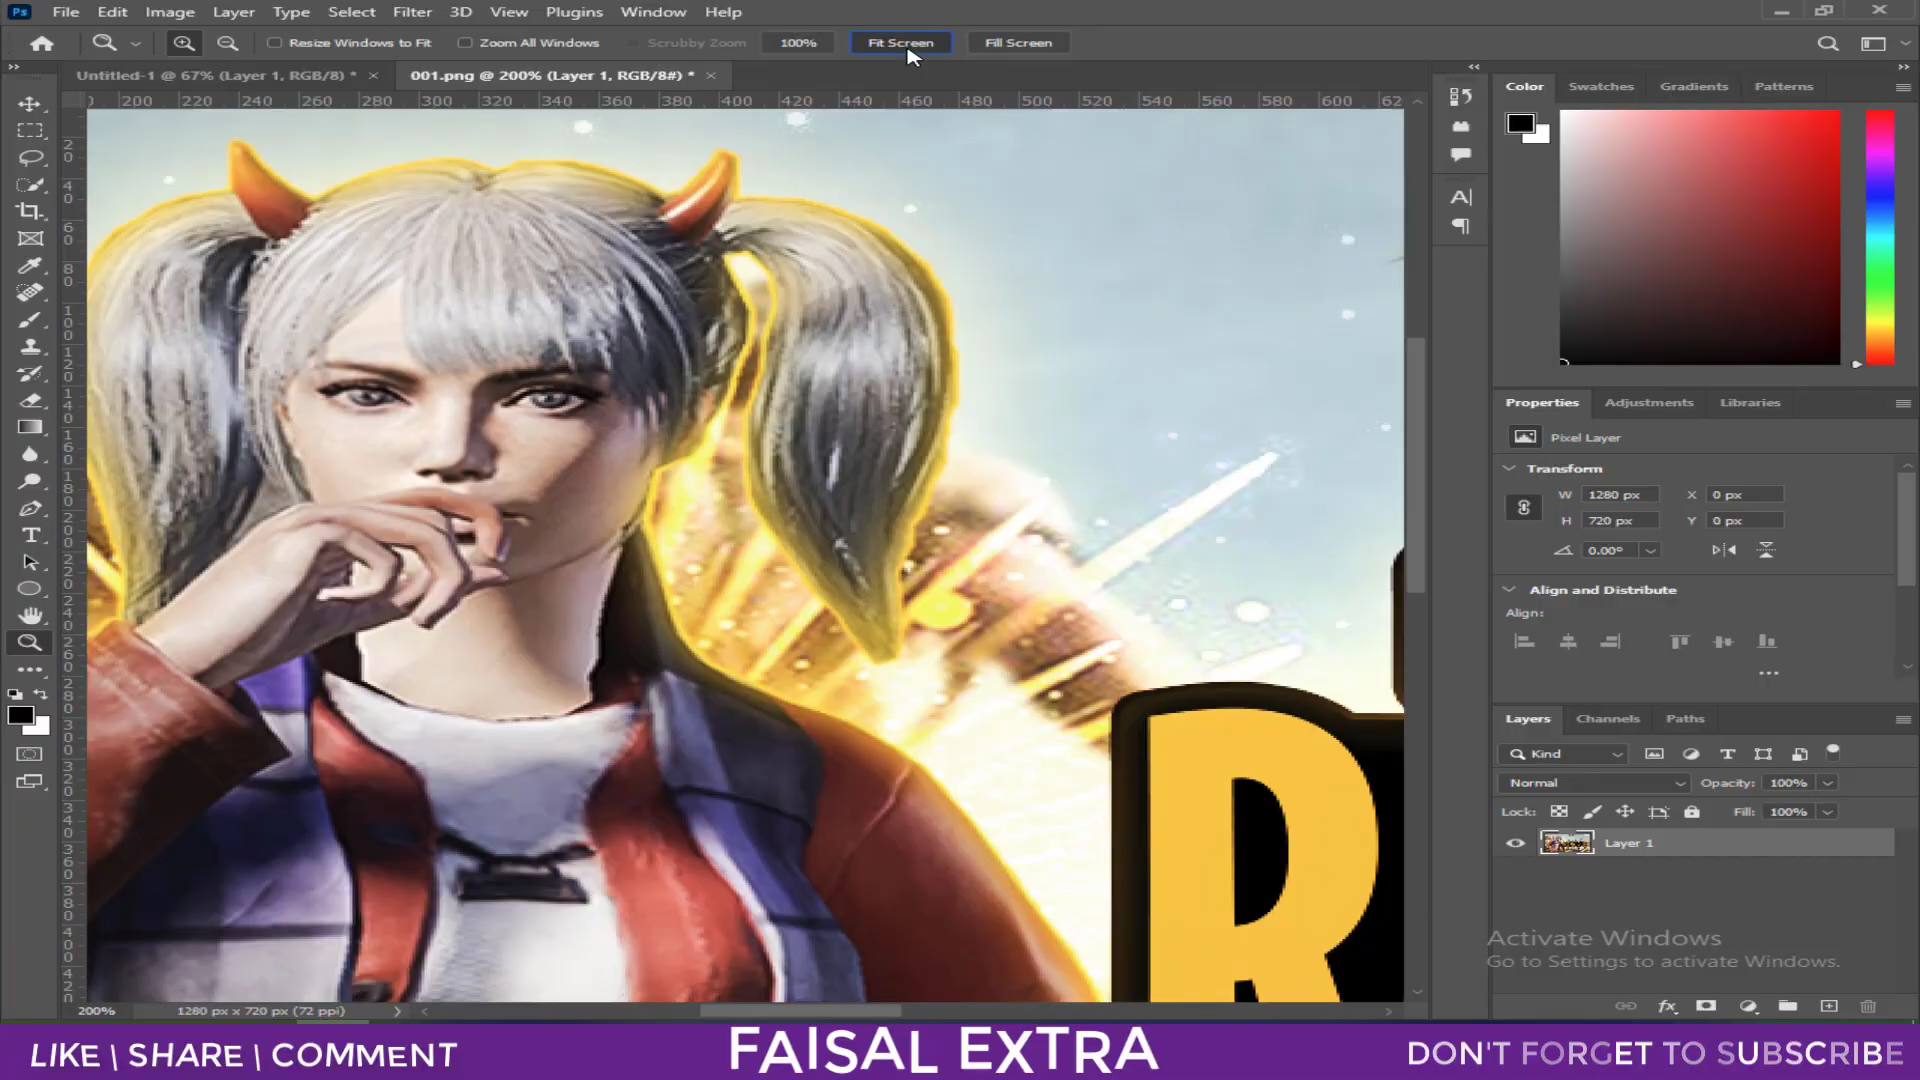 Ps File Edit Image Layer Type Select Filter 3D View Plugins Window Help
Resize Windows to Fit Zoom All Windows Scrubby Zoom 100% Fit Screen Fill Screen
Untitled-1 @ 67% (Layer 1, RGB/8) * × 001.png @ 200% (Layer 1, RGB/8#) * ×
200 220 240 260 280 300 320 340 360 380 400 420 440 460 480 500 520 540 560 580 600 62
Color Swatches Gradients Patterns
Properties Adjustments Libraries
Pixel Layer
Transform
W 1280 px X 0 px
H 720 px Y 0 px
0.00°
Align and Distribute
Align:
R
Layers Channels Paths
Kind
Normal Opacity: 100%
Lock: Fill: 100%
Layer 1
Activate Windows
Go to Settings to activate Windows.
200% 1280 px x 720 px (72 ppi)
LIKE | SHARE | COMMENT FAISAL EXTRA DON'T FORGET TO SUBSCRIBE